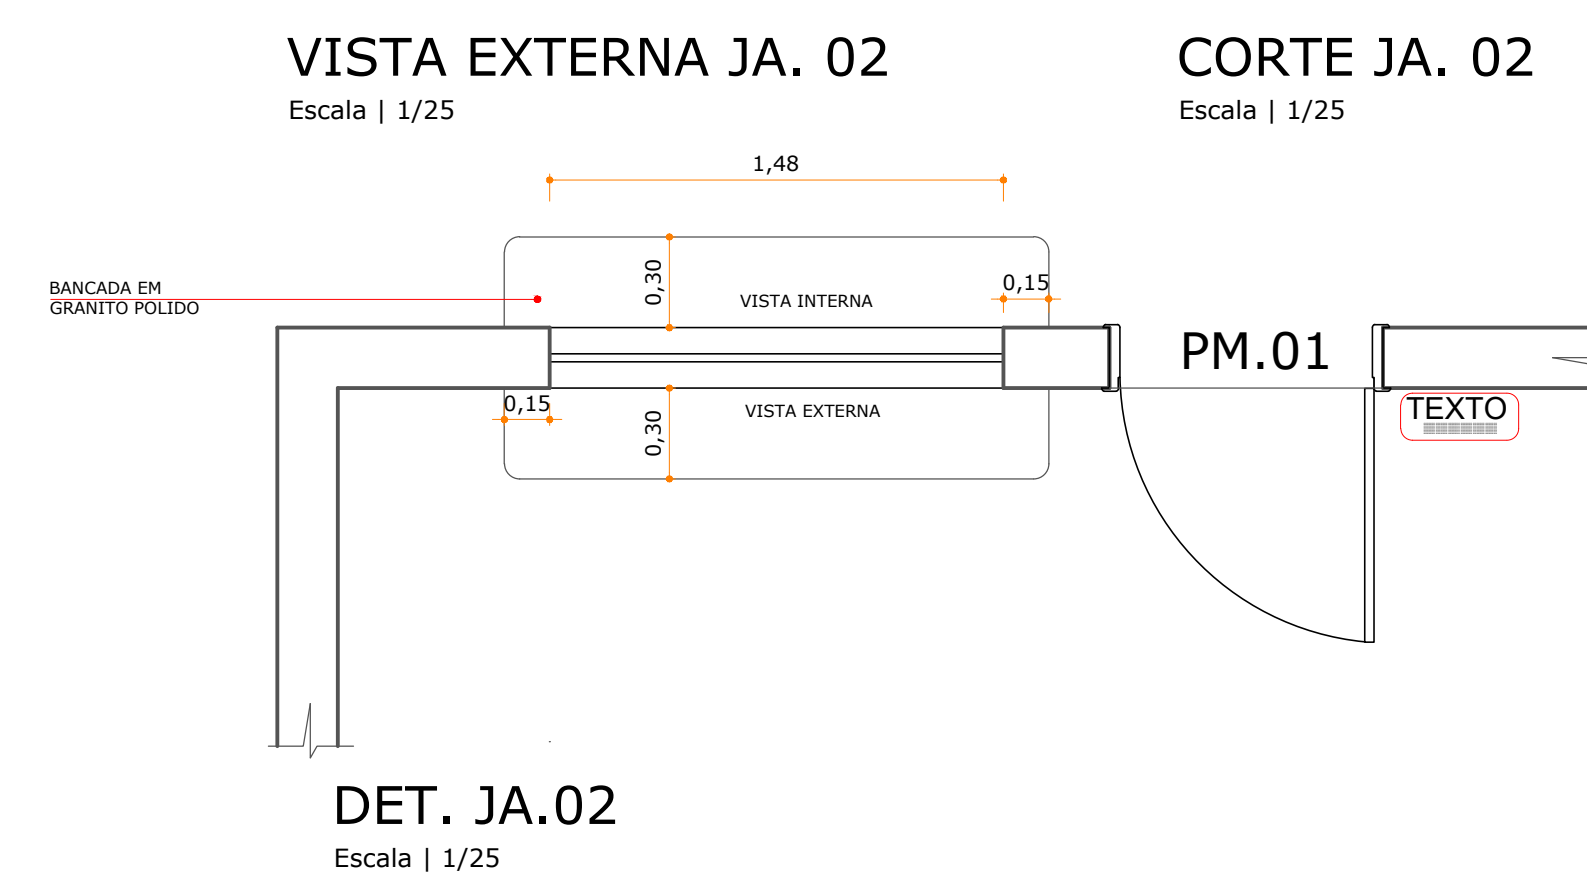 VISTA EXTERNA JA. 02
Escala | 1/25
CORTE JA. 02
Escala | 1/25
1,48
BANCADA EM
GRANITO POLIDO
0,30
VISTA INTERNA
0,15
PM.01
0,15
0,30
VISTA EXTERNA
TEXTO
DET. JA.02
Escala | 1/25